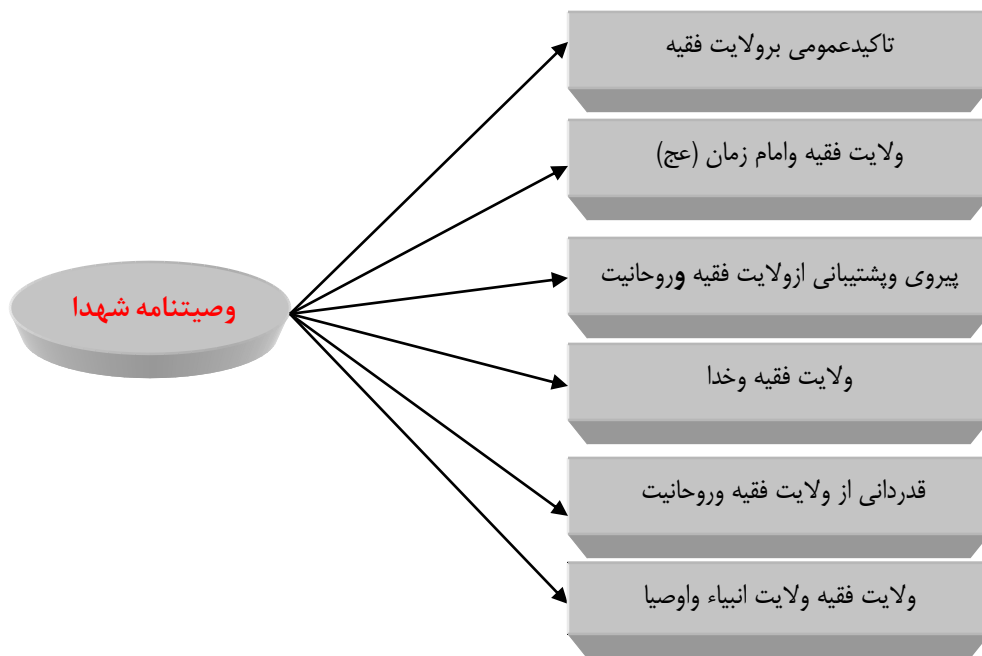 تاکیدعمومی برولایت فقیه
ولایت فقیه وامام زمان (عج)
پیروی وپشتیبانی ازولایت فقیه وروحانیت
وصیتنامه شهدا
ولایت فقیه وخدا
قدردانی از ولایت فقیه وروحانیت
ولایت فقیه ولایت انبیاء واوصیا